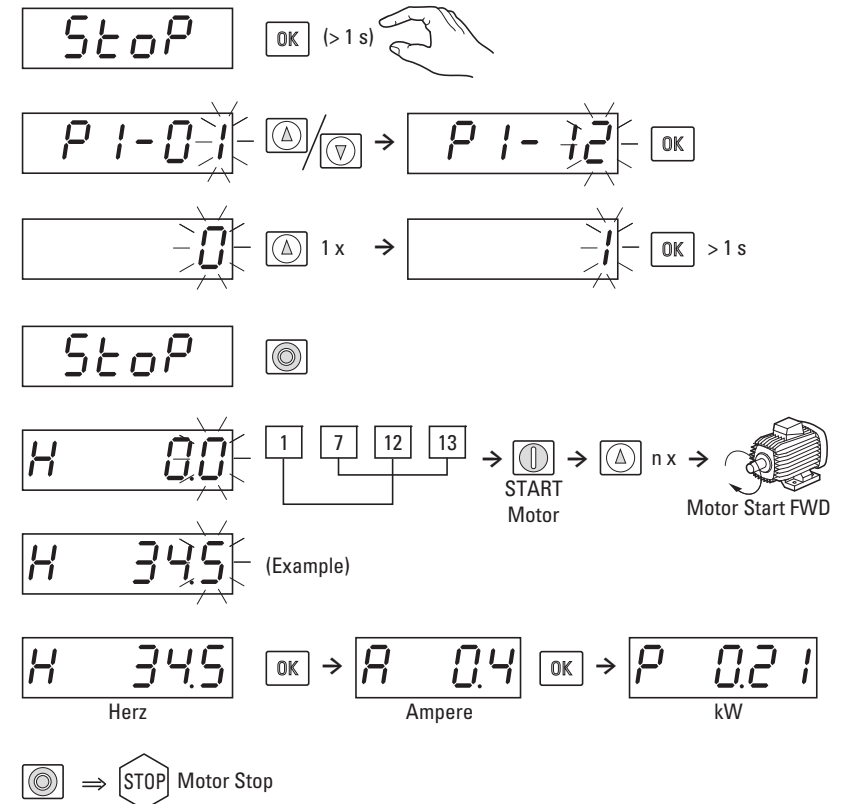 StoP OK (> 1 s)
P1-01 / → P1-12 OK
0 1 x → 1 OK > 1 s
StoP
H 0.0 1 7 12 13 → START Motor → n x → Motor Start FWD
H 34.5 (Example)
H 34.5 OK → A 0.4 OK → P 0.21
Herz Ampere kW
⇒ STOP Motor Stop